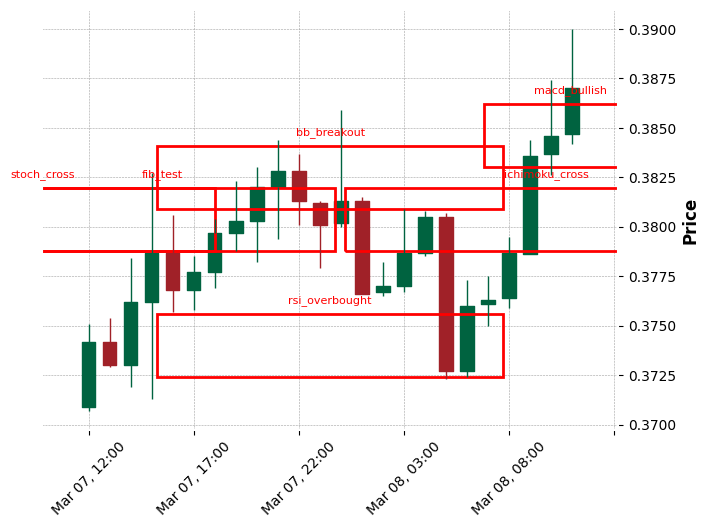 0.3900
0.3875
macd_bullish
0.3850
bb_breakout
stoch_cross
fib_test
ichimoku_cross
0.3825
0.3800
Price
0.3775
rsi_overbought
0.3750
0.3725
0.3700
Mar 07, 12:00
Mar 07, 17:00
Mar 07, 22:00
Mar 08, 03:00
Mar 08, 08:00